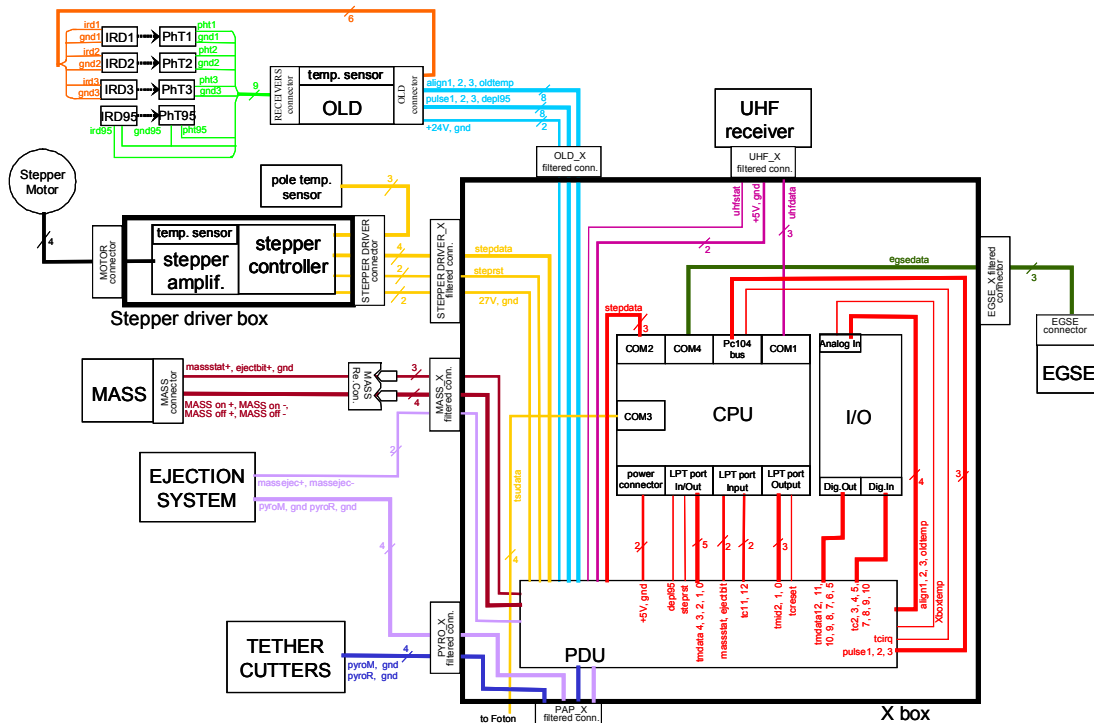 6
ird1
gnd1
IRD1
PhT1
pht1
gnd1
ird2
gnd2
IRD2
PhT2
pht2
gnd2
ird3
gnd3
IRD3
PhT3
pht3
gnd3
IRD95
PhT95
ird95
gnd95
pht95
9
RECEIVERS
connector
temp. sensor
OLD
OLD
connector
align1, 2, 3, oldtemp
8
pulse1, 2, 3, depl95
8
+24V, gnd
2
UHF
receiver
OLD_X
filtered conn.
UHF_X
filtered conn.
Stepper
Motor
4
pole temp.
sensor
3
MOTOR
connector
temp. sensor
stepper
amplif.
stepper
controller
STEPPER DRIVER
connector
Stepper driver box
4
2
2
STEPPER DRIVER_X
filtered conn.
stepdata
steprst
27V, gnd
uhfstat
+5V, gnd
uhfdata
2
3
egsedata
EGSE_X filtered
connector
3
EGSE
connector
EGSE
stepdata
3
COM2
COM4
Pc104
bus
COM1
Analog In
COM3
CPU
I/O
power
connector
LPT port
In/Out
LPT port
Input
LPT port
Output
Dig.Out
Dig.In
MASS
MASS
connector
massstat+, ejectbit+, gnd
MASS on +, MASS on -,
MASS off +, MASS off -
MASS
Re. Con.
3
4
MASS_X
filtered conn.
2
EJECTION
SYSTEM
massejec+, massejec-
pyroM, gnd pyroR, gnd
4
tsudata
4
2
+5V, gnd
depl95
steprst
5
tmdata 4, 3, 2, 1, 0
2
massstat, ejectbit
2
tc11, 12
3
tmid2, 1, 0
tcreset
tmdata12, 11,
10, 9, 8, 7, 6, 5
tc2, 3, 4, 5,
7, 8, 9, 10
4
align1, 2, 3, oldtemp
Xboxtemp
3
tcirq
pulse1, 2, 3
TETHER
CUTTERS
4
pyroM, gnd
pyroR, gnd
PYRO_X
filtered conn.
PDU
to Foton
PAP_X
filtered conn.
X box